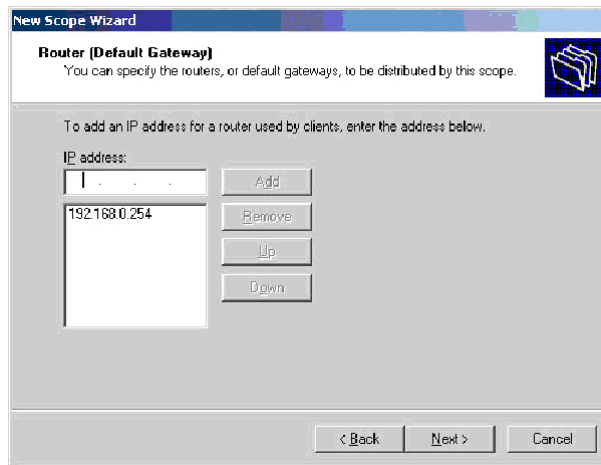 New Scope Wizard
Router (Default Gateway)
You can specify the routers, or default gateways, to be distributed by this scope.
To add an IP address for a router used by clients, enter the address below.
IP address:
. . .
Add
192.168.0.254
Remove
Up
Down
< Back
Next >
Cancel